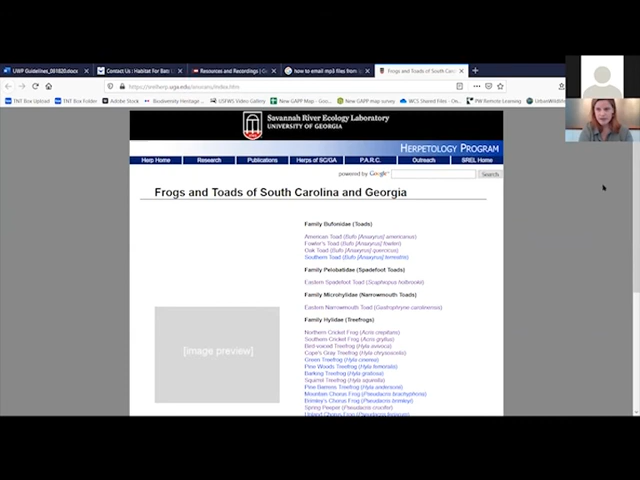 UWP Guidelines_081820.docx
Contact Us : Habitat For Bats
Resources and Recordings | G
how to email mp3 files from
Frogs and Toads of South Carol
TNT Box Upload TNT Box Folder Adobe Stock Biodiversity Heritage USFWS Video Gallery New GAPP Map New GAPP map survey WCS Shared Files - On PW Remote Learning
Savannah River Ecology Laboratory
UNIVERSITY OF GEORGIA
HERPETOLOGY PROGRAM
Herp Home Research Publications Herps of SC/GA P.A.R.C. Outreach SREL Home
powered by Google Search
Frogs and Toads of South Carolina and Georgia
Family Bufonidae (Toads)
American Toad (Bufo [Anaxyrus] americanus)
Fowler's Toad (Bufo [Anaxyrus] fowleri)
Oak Toad (Bufo [Anaxyrus] quercicus)
Southern Toad (Bufo [Anaxyrus] terrestris)
Family Pelobatidae (Spadefoot Toads)
Eastern Spadefoot Toad (Scaphiopus holbrookii)
Family Microhylidae (Narrowmouth Toads)
Eastern Narrowmouth Toad (Gastrophryne carolinensis)
Family Hylidae (Treefrogs)
Northern Cricket Frog (Acris crepitans)
Southern Cricket Frog (Acris gryllus)
Bird-voiced Treefrog (Hyla avivoca)
Cope's Gray Treefrog (Hyla chrysoscelis)
Green Treefrog (Hyla cinerea)
Pine Woods Treefrog (Hyla femoralis)
Barking Treefrog (Hyla gratiosa)
Squirrel Treefrog (Hyla squirella)
Pine Barrens Treefrog (Hyla andersonii)
Mountain Chorus Frog (Pseudacris brachyphona)
Brimley's Chorus Frog (Pseudacris brimleyi)
Spring Peeper (Pseudacris crucifer)
Upland Chorus Frog (Pseudacris feriarum)
[image preview]